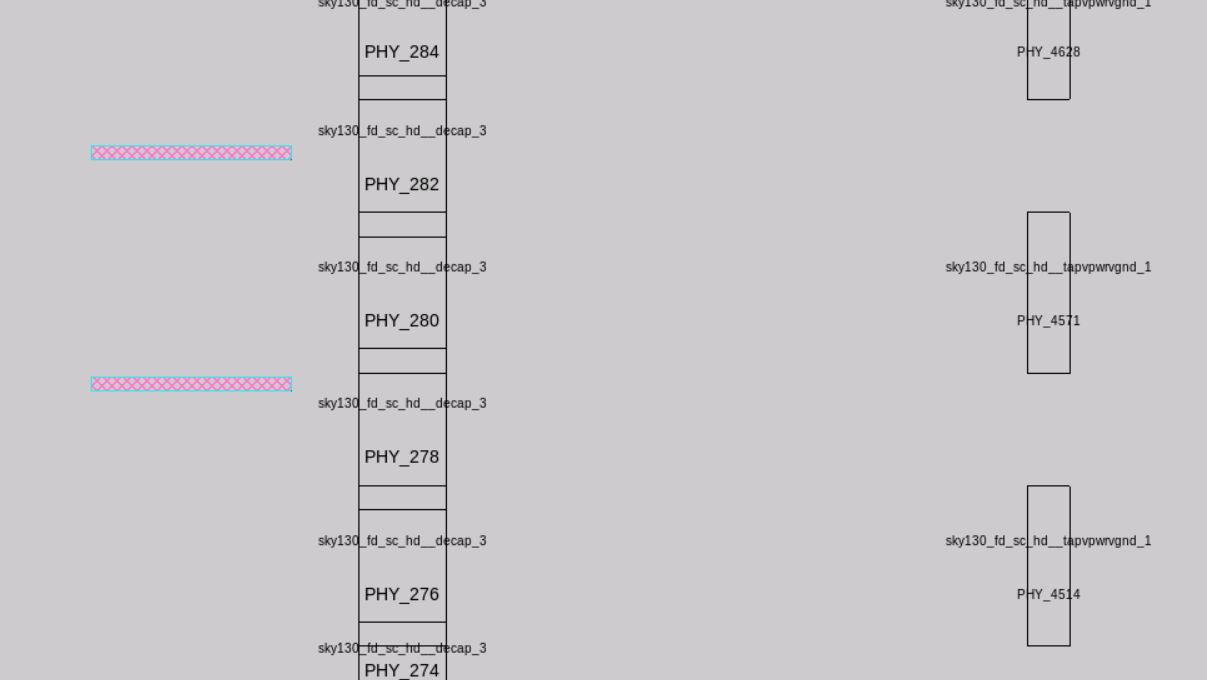 sky130_fd_sc_hd__decap_3
sky130_fd_sc_hd__tapvpwrvgnd_1
PHY_284
PHY_4628
sky130_fd_sc_hd__decap_3
PHY_282
sky130_fd_sc_hd__decap_3
sky130_fd_sc_hd__tapvpwrvgnd_1
PHY_280
PHY_4571
sky130_fd_sc_hd__decap_3
PHY_278
sky130_fd_sc_hd__decap_3
sky130_fd_sc_hd__tapvpwrvgnd_1
PHY_276
PHY_4514
sky130_fd_sc_hd__decap_3
PHY_274